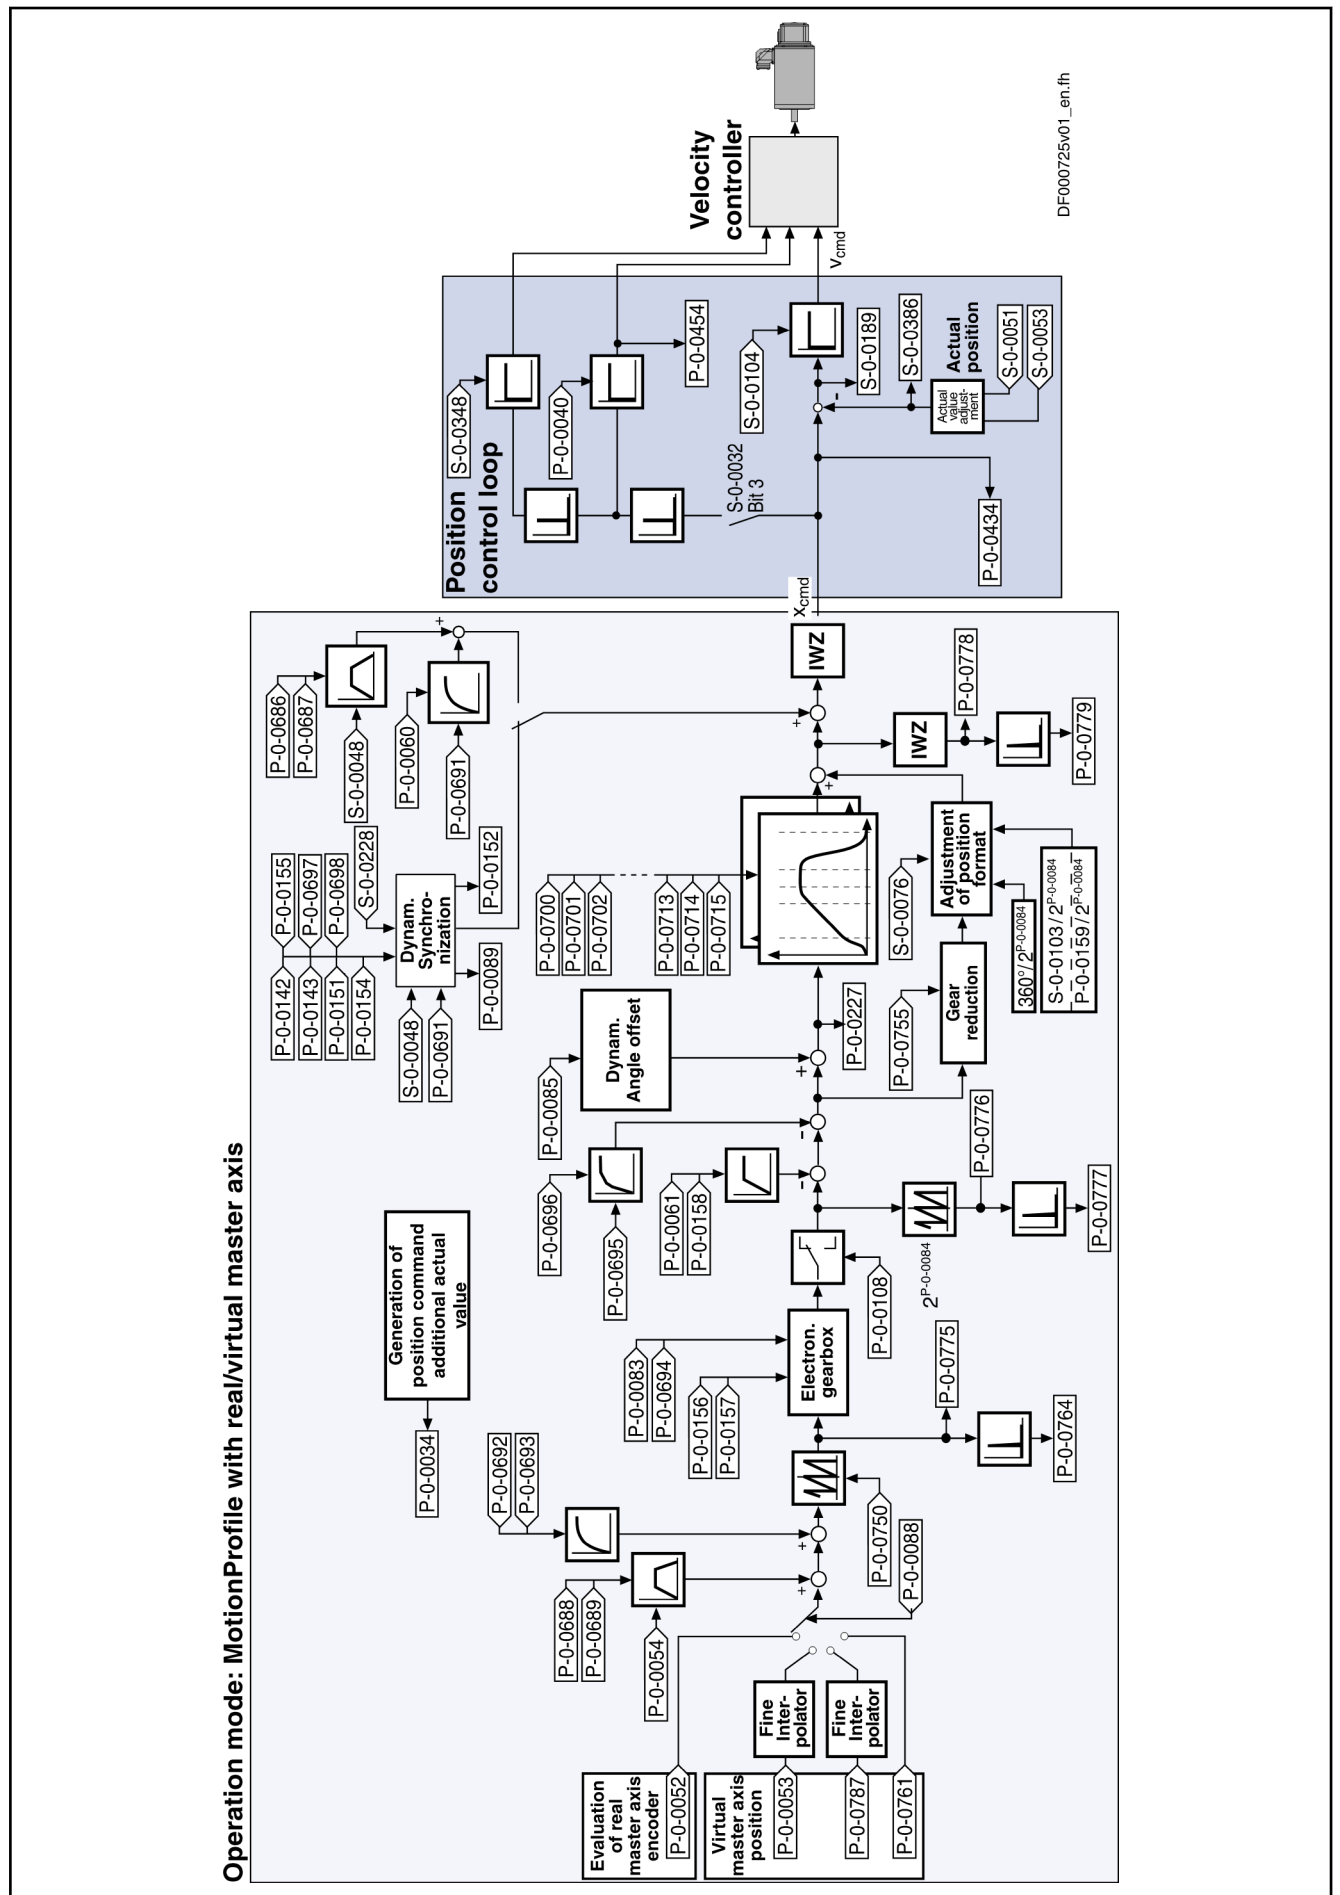 Operation mode: MotionProfile with real/virtual master axis
Evaluation
of real
master axis
encoder
P-0-0052
Virtual
master axis
position
P-0-0053
P-0-0787
P-0-0761
Fine
Inter-
polator
Fine
Inter-
polator
P-0-0688
P-0-0689
P-0-0054
+
P-0-0692
P-0-0693
+
P-0-0088
P-0-0750
P-0-0775
P-0-0764
P-0-0034
Generation of
position command
additional actual
value
P-0-0083
P-0-0694
P-0-0156
P-0-0157
Electron.
gearbox
P-0-0108
2P-0-0084
P-0-0776
P-0-0777
P-0-0696
P-0-0695
P-0-0061
P-0-0158
-
-
P-0-0085
Dynam.
Angle offset
+
P-0-0227
P-0-0755
Gear
reduction
P-0-0142
P-0-0143
P-0-0151
P-0-0154
P-0-0155
P-0-0697
P-0-0698
S-0-0228
S-0-0048
P-0-0691
Dynam.
Synchro-
nization
P-0-0089
P-0-0152
P-0-0700
P-0-0701
P-0-0702
P-0-0713
P-0-0714
P-0-0715
S-0-0076
Adjustment
of position
format
360°/2P-0-0084
S-0-0103/2P-0-0084
P-0-0159/2P-0-0084
+
P-0-0686
P-0-0687
S-0-0048
P-0-0060
P-0-0691
+
+
IWZ
IWZ
P-0-0778
P-0-0779
xcmd
Position
control loop
S-0-0348
P-0-0040
P-0-0454
S-0-0032
Bit 3
P-0-0434
S-0-0104
-
S-0-0189
S-0-0386
Actual
value
adjust-
ment
Actual
position
S-0-0051
S-0-0053
vcmd
Velocity
controller
DF000725v01_en.fh